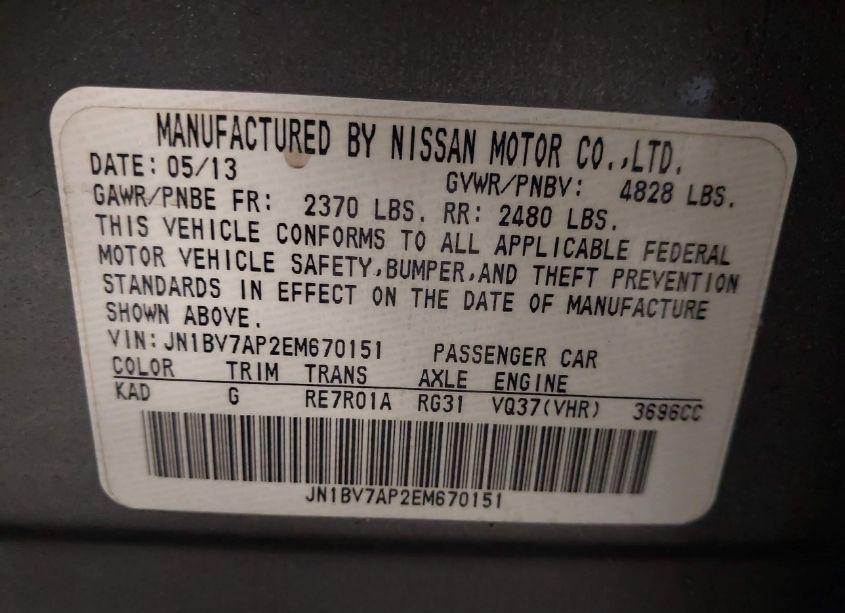 MANUFACTURED BY NISSAN MOTOR CO.,LTD.
DATE: 05/13 GVWR/PNBV: 4828 LBS.
GAWR/PNBE FR: 2370 LBS. RR: 2480 LBS.
THIS VEHICLE CONFORMS TO ALL APPLICABLE FEDERAL
MOTOR VEHICLE SAFETY,BUMPER,AND THEFT PREVENTION
STANDARDS IN EFFECT ON THE DATE OF MANUFACTURE
SHOWN ABOVE.
VIN: JN1BV7AP2EM670151 PASSENGER CAR
COLOR TRIM TRANS AXLE ENGINE
KAD G RE7R01A RG31 VQ37(VHR) 3696CC
JN1BV7AP2EM670151